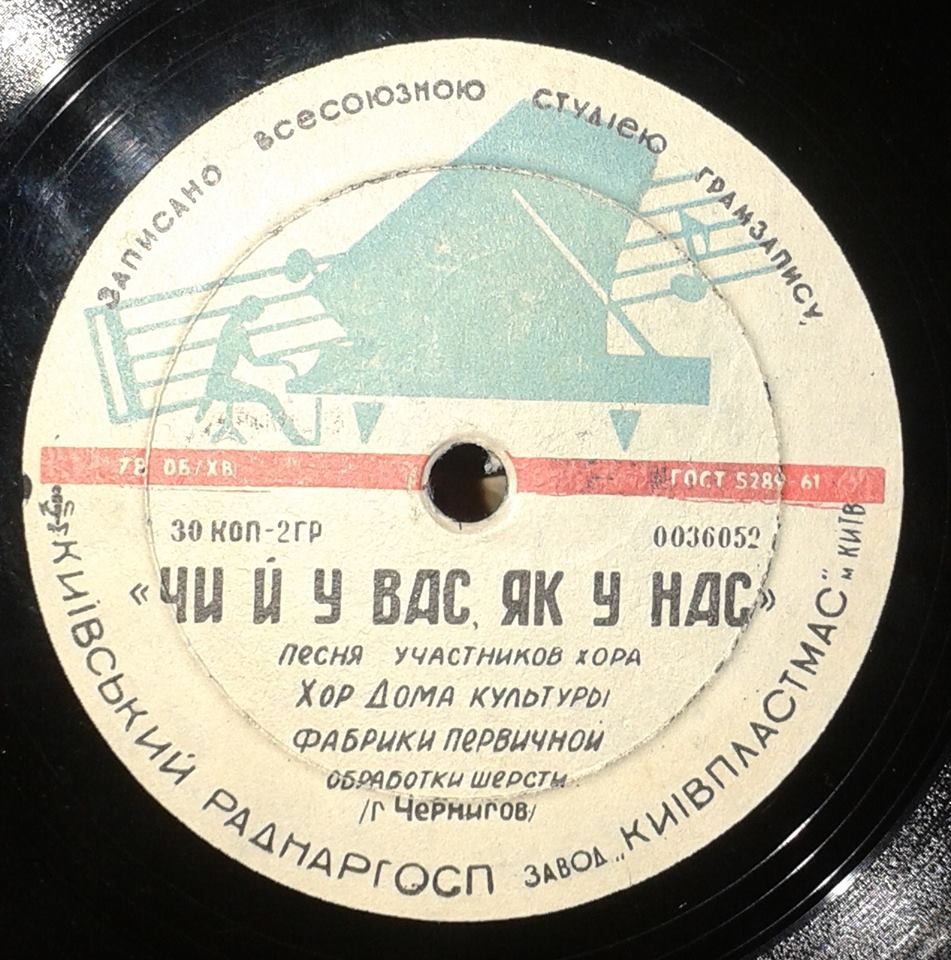 ЗАПИСАНО ВСЕСОЮЗНОЮ СТУДІЕЮ ГРАМЗАПИСУ,
78 ОБ/ХВ
ГОСТ 5289-61
30 КОП-2ГР
0036052
«ЧИ Й У ВАС, ЯК У НАС»
ПЕСНЯ УЧАСТНИКОВ ХОРА
ХОР ДОМА КУЛЬТУРЫ
ФАБРИКИ ПЕРВИЧНОЙ
ОБРАБОТКИ ШЕРСТИ
/Г ЧЕРНИГОВ/
КИЇВСЬКИЙ РАДНАРГОСП ЗАВОД „КИЇВПЛАСТМАС" м КИЇВ